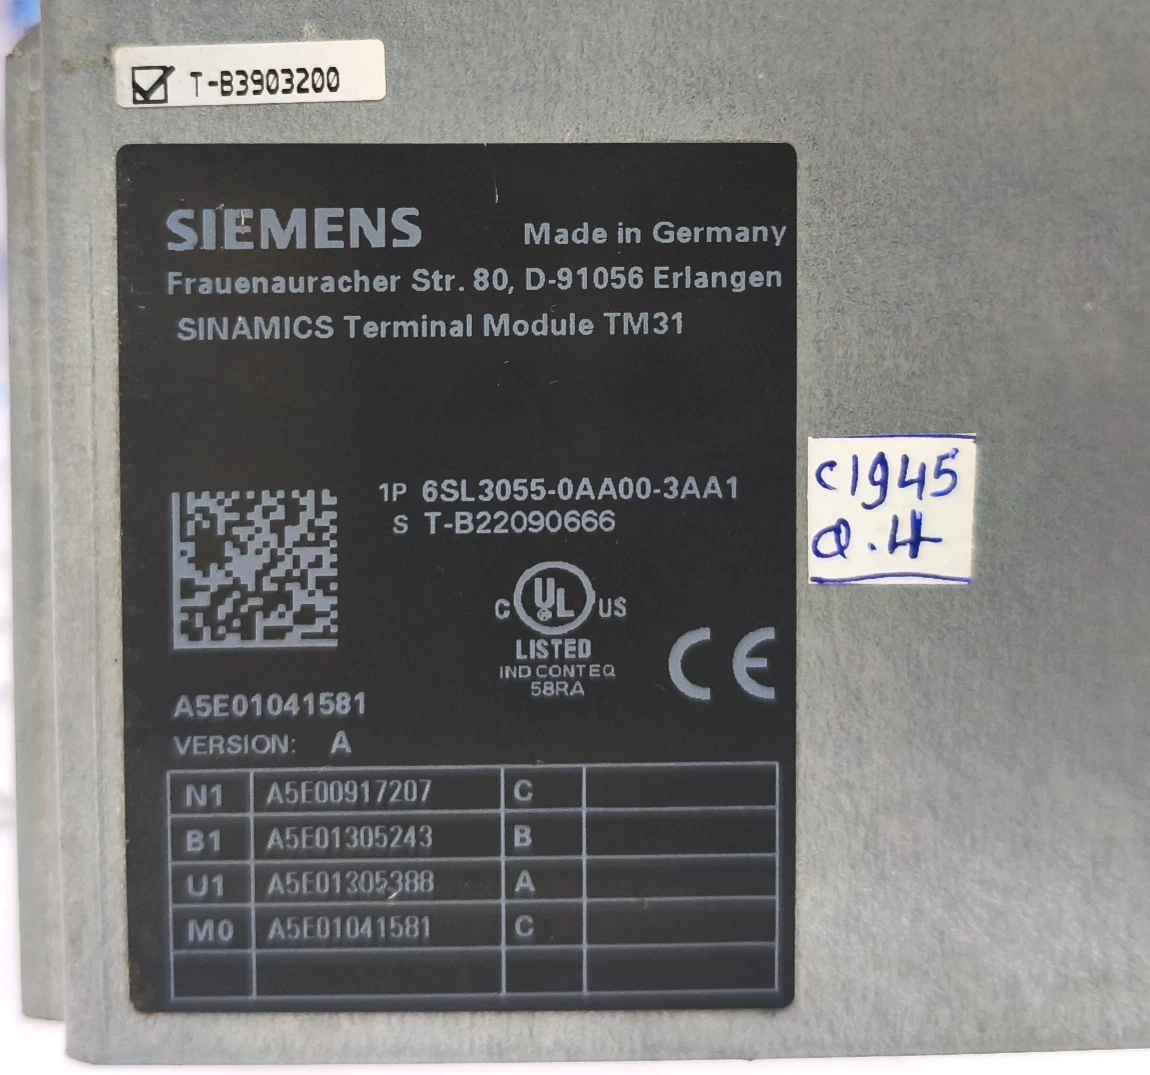 T-B3903200
SIEMENS Made in Germany
Frauenauracher Str. 80, D-91056 Erlangen
SINAMICS Terminal Module TM31
1P 6SL3055-0AA00-3AA1
S T-B22090666
C UL US
LISTED
IND CONT EQ
58RA
CE
A5E01041581
VERSION: A
N1 A5E00917207 C
B1 A5E01305243 B
U1 A5E01305388 A
M0 A5E01041581 C
C1945
Q.4